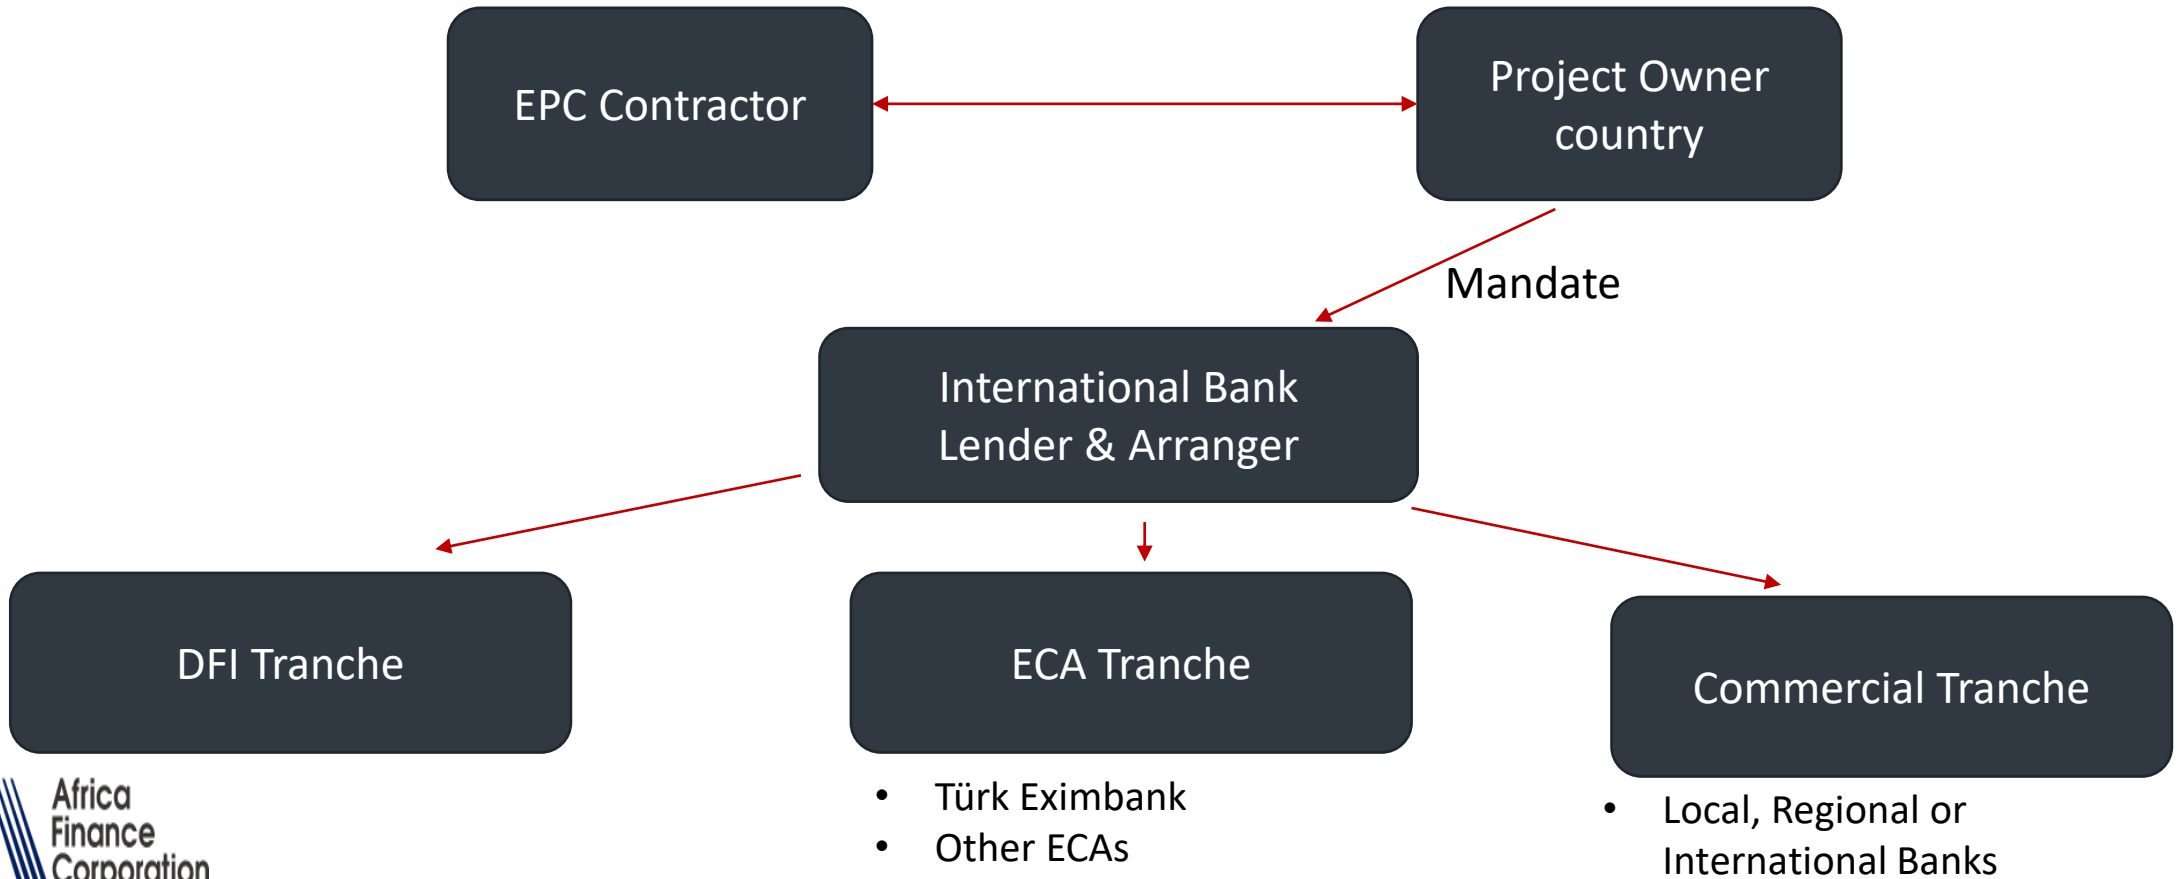 EPC Contractor
Project Owner
country
Mandate
International Bank
Lender & Arranger
DFI Tranche
ECA Tranche
Commercial Tranche
Africa
Finance
Corporation
• Türk Eximbank
• Other ECAs
• Local, Regional or
International Banks